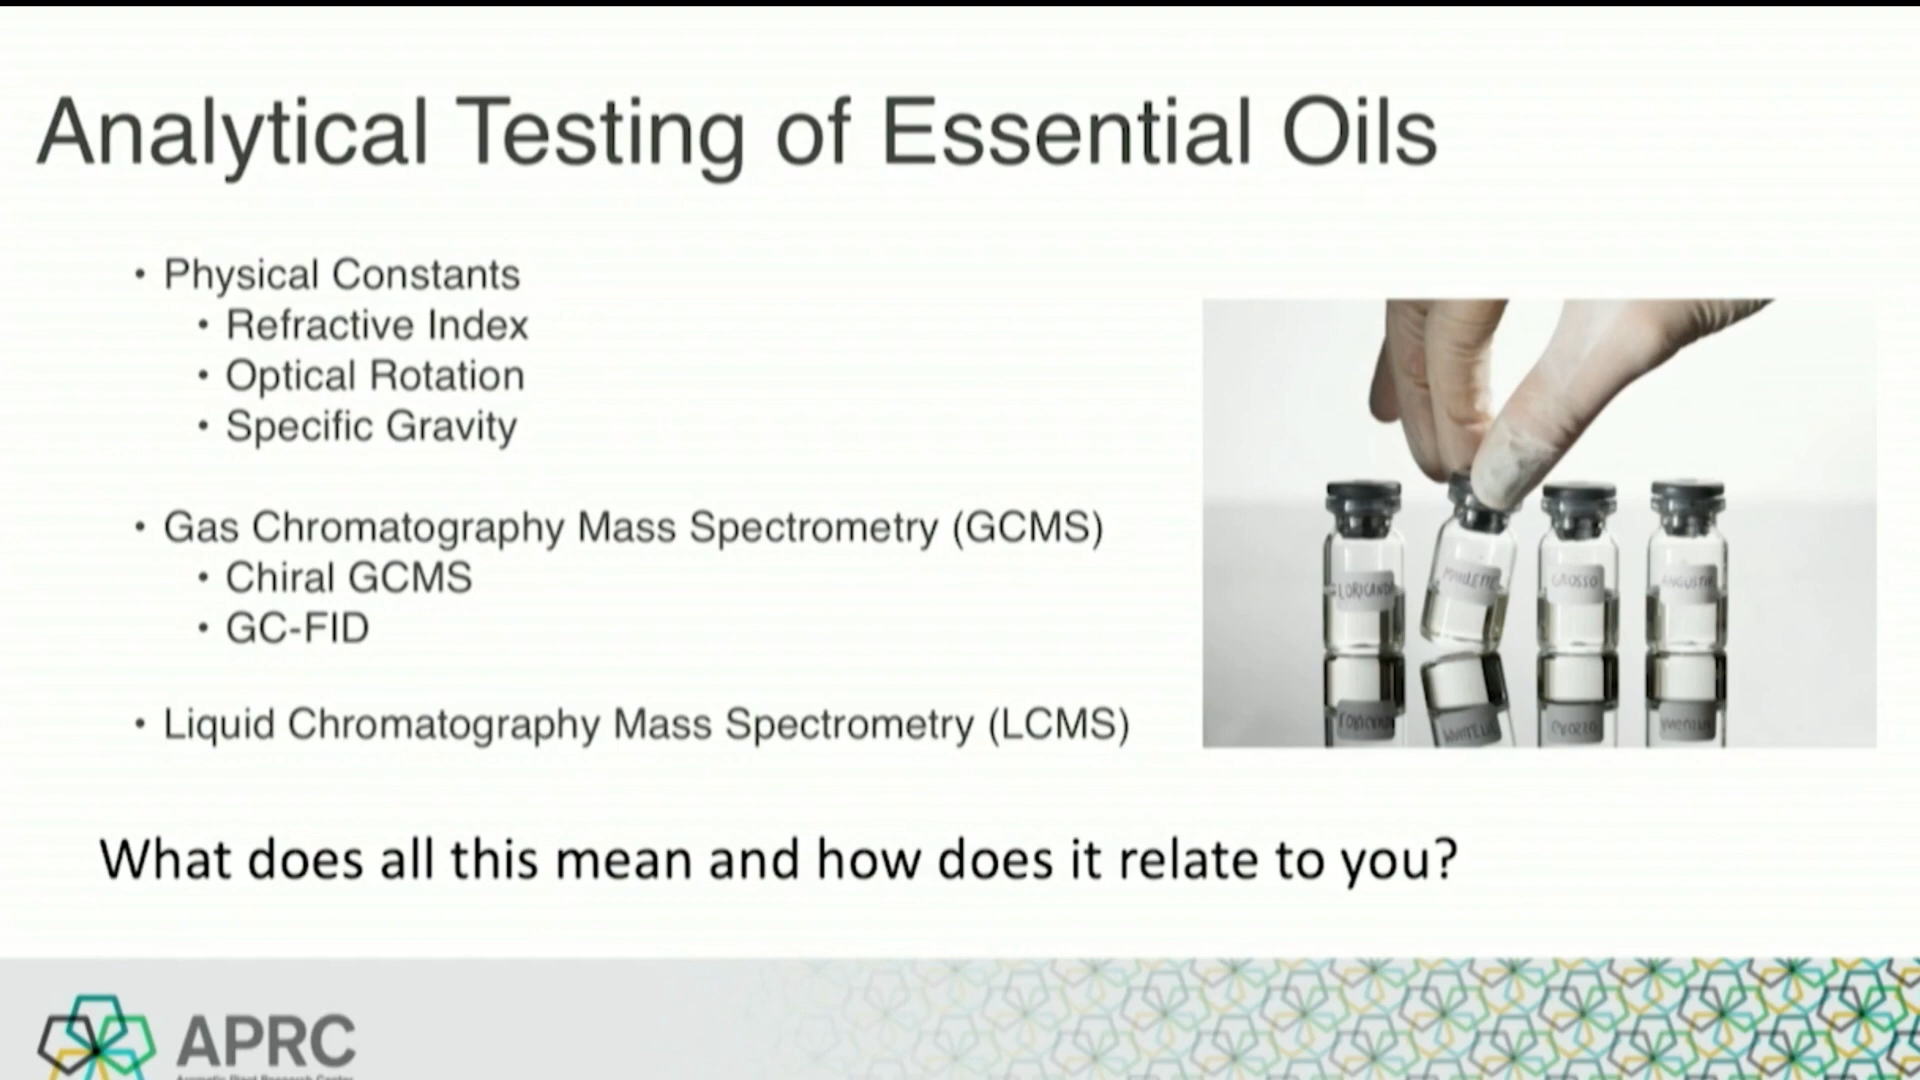 Analytical Testing of Essential Oils
• Physical Constants
• Refractive Index
• Optical Rotation
• Specific Gravity
• Gas Chromatography Mass Spectrometry (GCMS)
• Chiral GCMS
• GC-FID
• Liquid Chromatography Mass Spectrometry (LCMS)
GROSSO
What does all this mean and how does it relate to you?
APRC